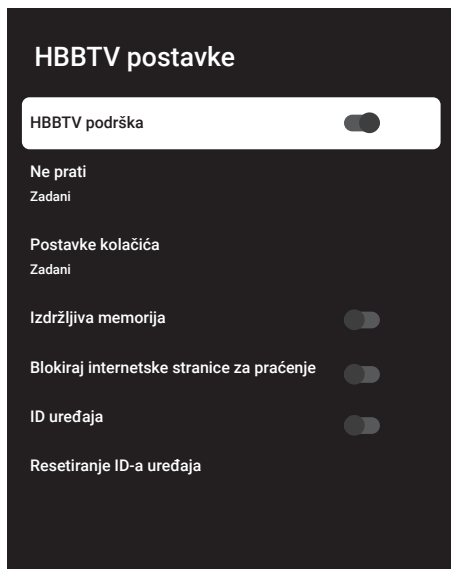 HBBTV postavke
HBBTV podrška
Ne prati
Zadani
Postavke kolačića
Zadani
Izdržljiva memorija
Blokiraj internetske stranice za praćenje
ID uređaja
Resetiranje ID-a uređaja